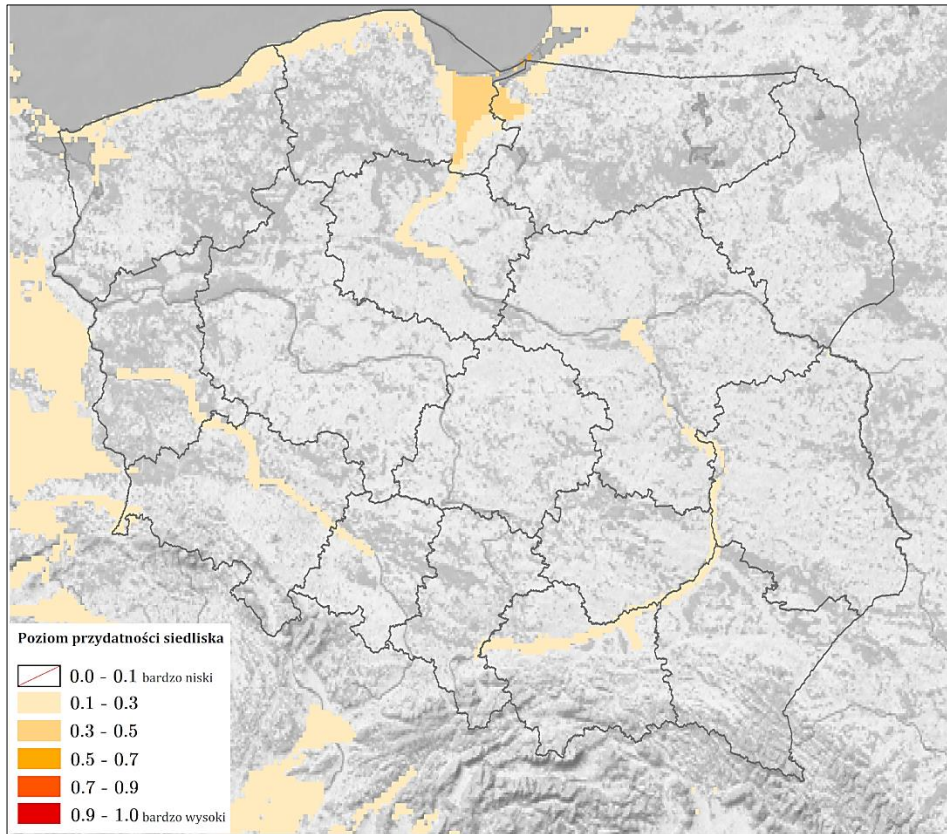 Poziom przydatności siedliska
0.0 – 0.1 bardzo niski
0.1 – 0.3
0.3 – 0.5
0.5 – 0.7
0.7 – 0.9
0.9 – 1.0 bardzo wysoki